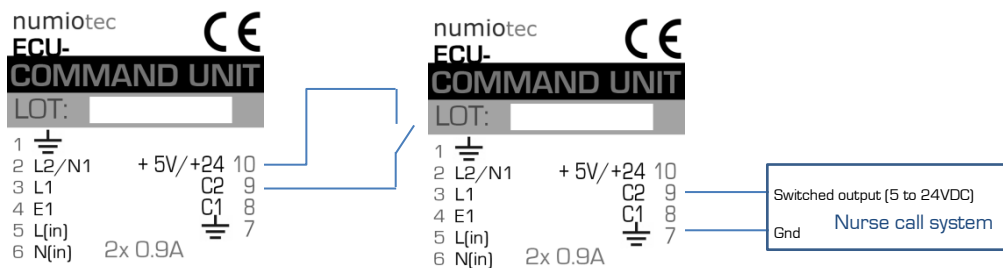 numiotec
ECU-
COMMAND UNIT
LOT:
1
2 L2/N1 + 5V/+24 10
3 L1 C2 9
4 E1 C1 8
5 L(in) 7
6 N(in) 2x 0.9A
numiotec
ECU-
COMMAND UNIT
LOT:
1
2 L2/N1 + 5V/+24 10
3 L1 C2 9
4 E1 C1 8
5 L(in) 7
6 N(in) 2x 0.9A
Switched output (5 to 24VDC)
Nurse call system
Gnd